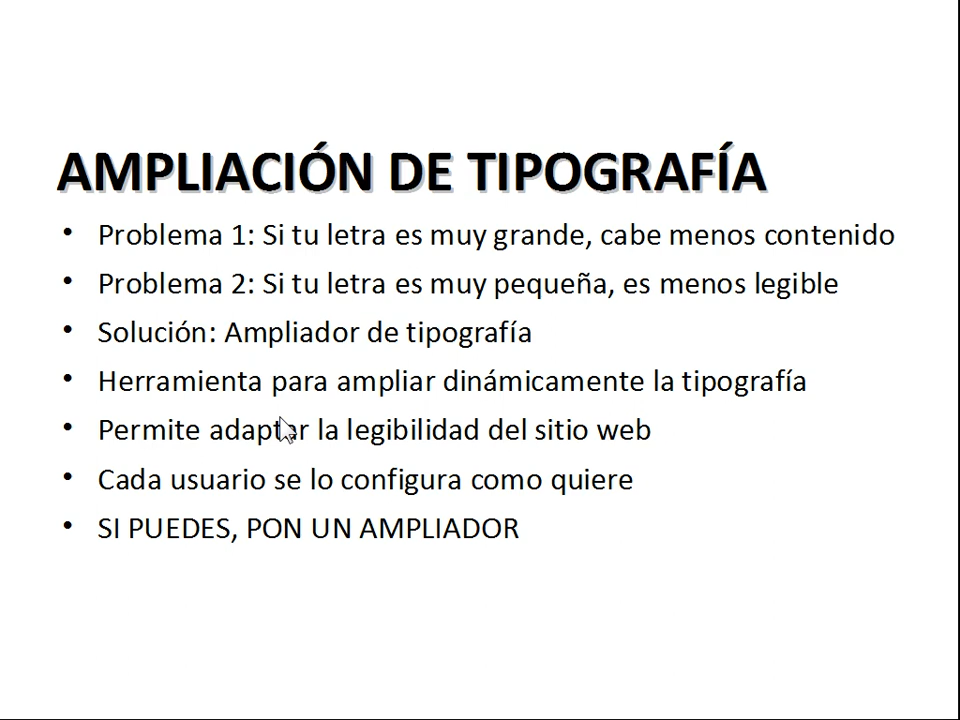 AMPLIACIÓN DE TIPOGRAFÍA
• Problema 1: Si tu letra es muy grande, cabe menos contenido
• Problema 2: Si tu letra es muy pequeña, es menos legible
• Solución: Ampliador de tipografía
• Herramienta para ampliar dinámicamente la tipografía
• Permite adaptar la legibilidad del sitio web
• Cada usuario se lo configura como quiere
• SI PUEDES, PON UN AMPLIADOR